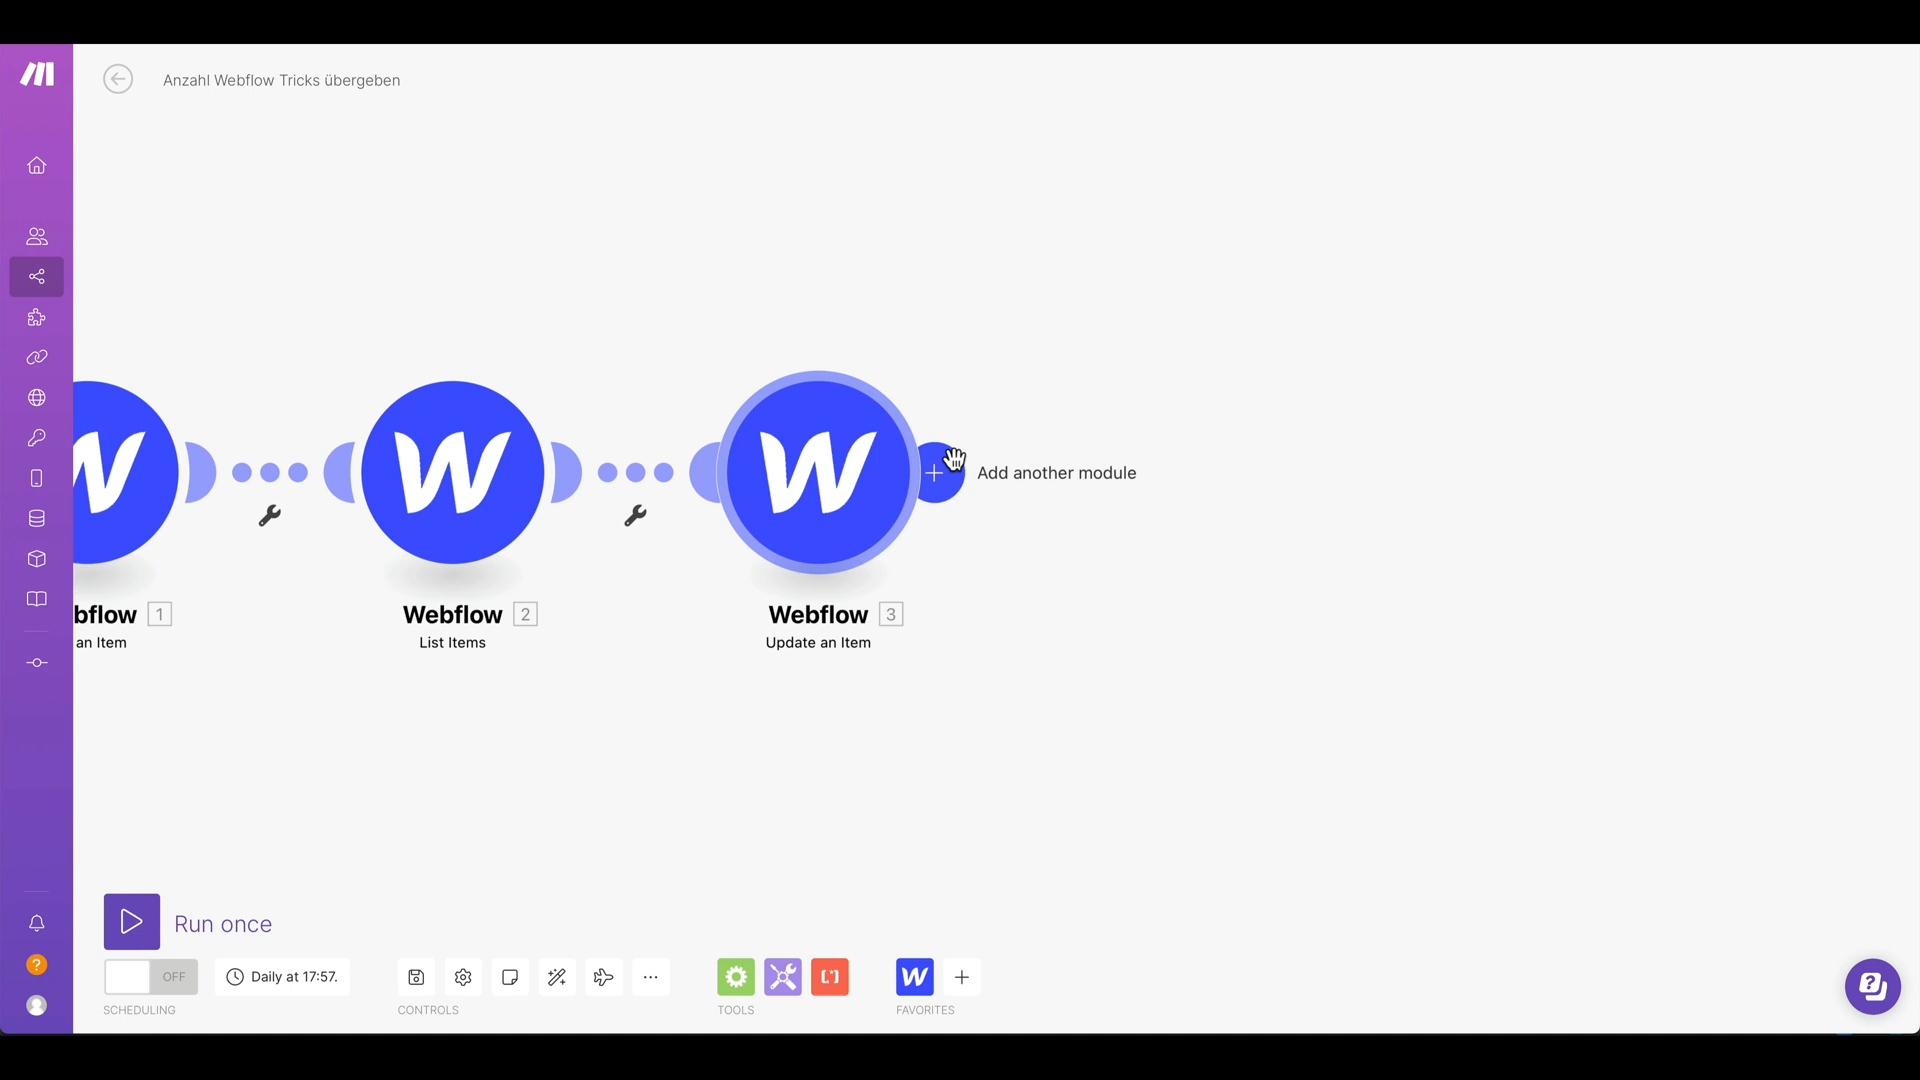 Anzahl Webflow Tricks übergeben
Add another module
bflow 1
an Item
Webflow 2
List Items
Webflow 3
Update an Item
Run once
OFF
Daily at 17:57.
SCHEDULING
CONTROLS
TOOLS
FAVORITES